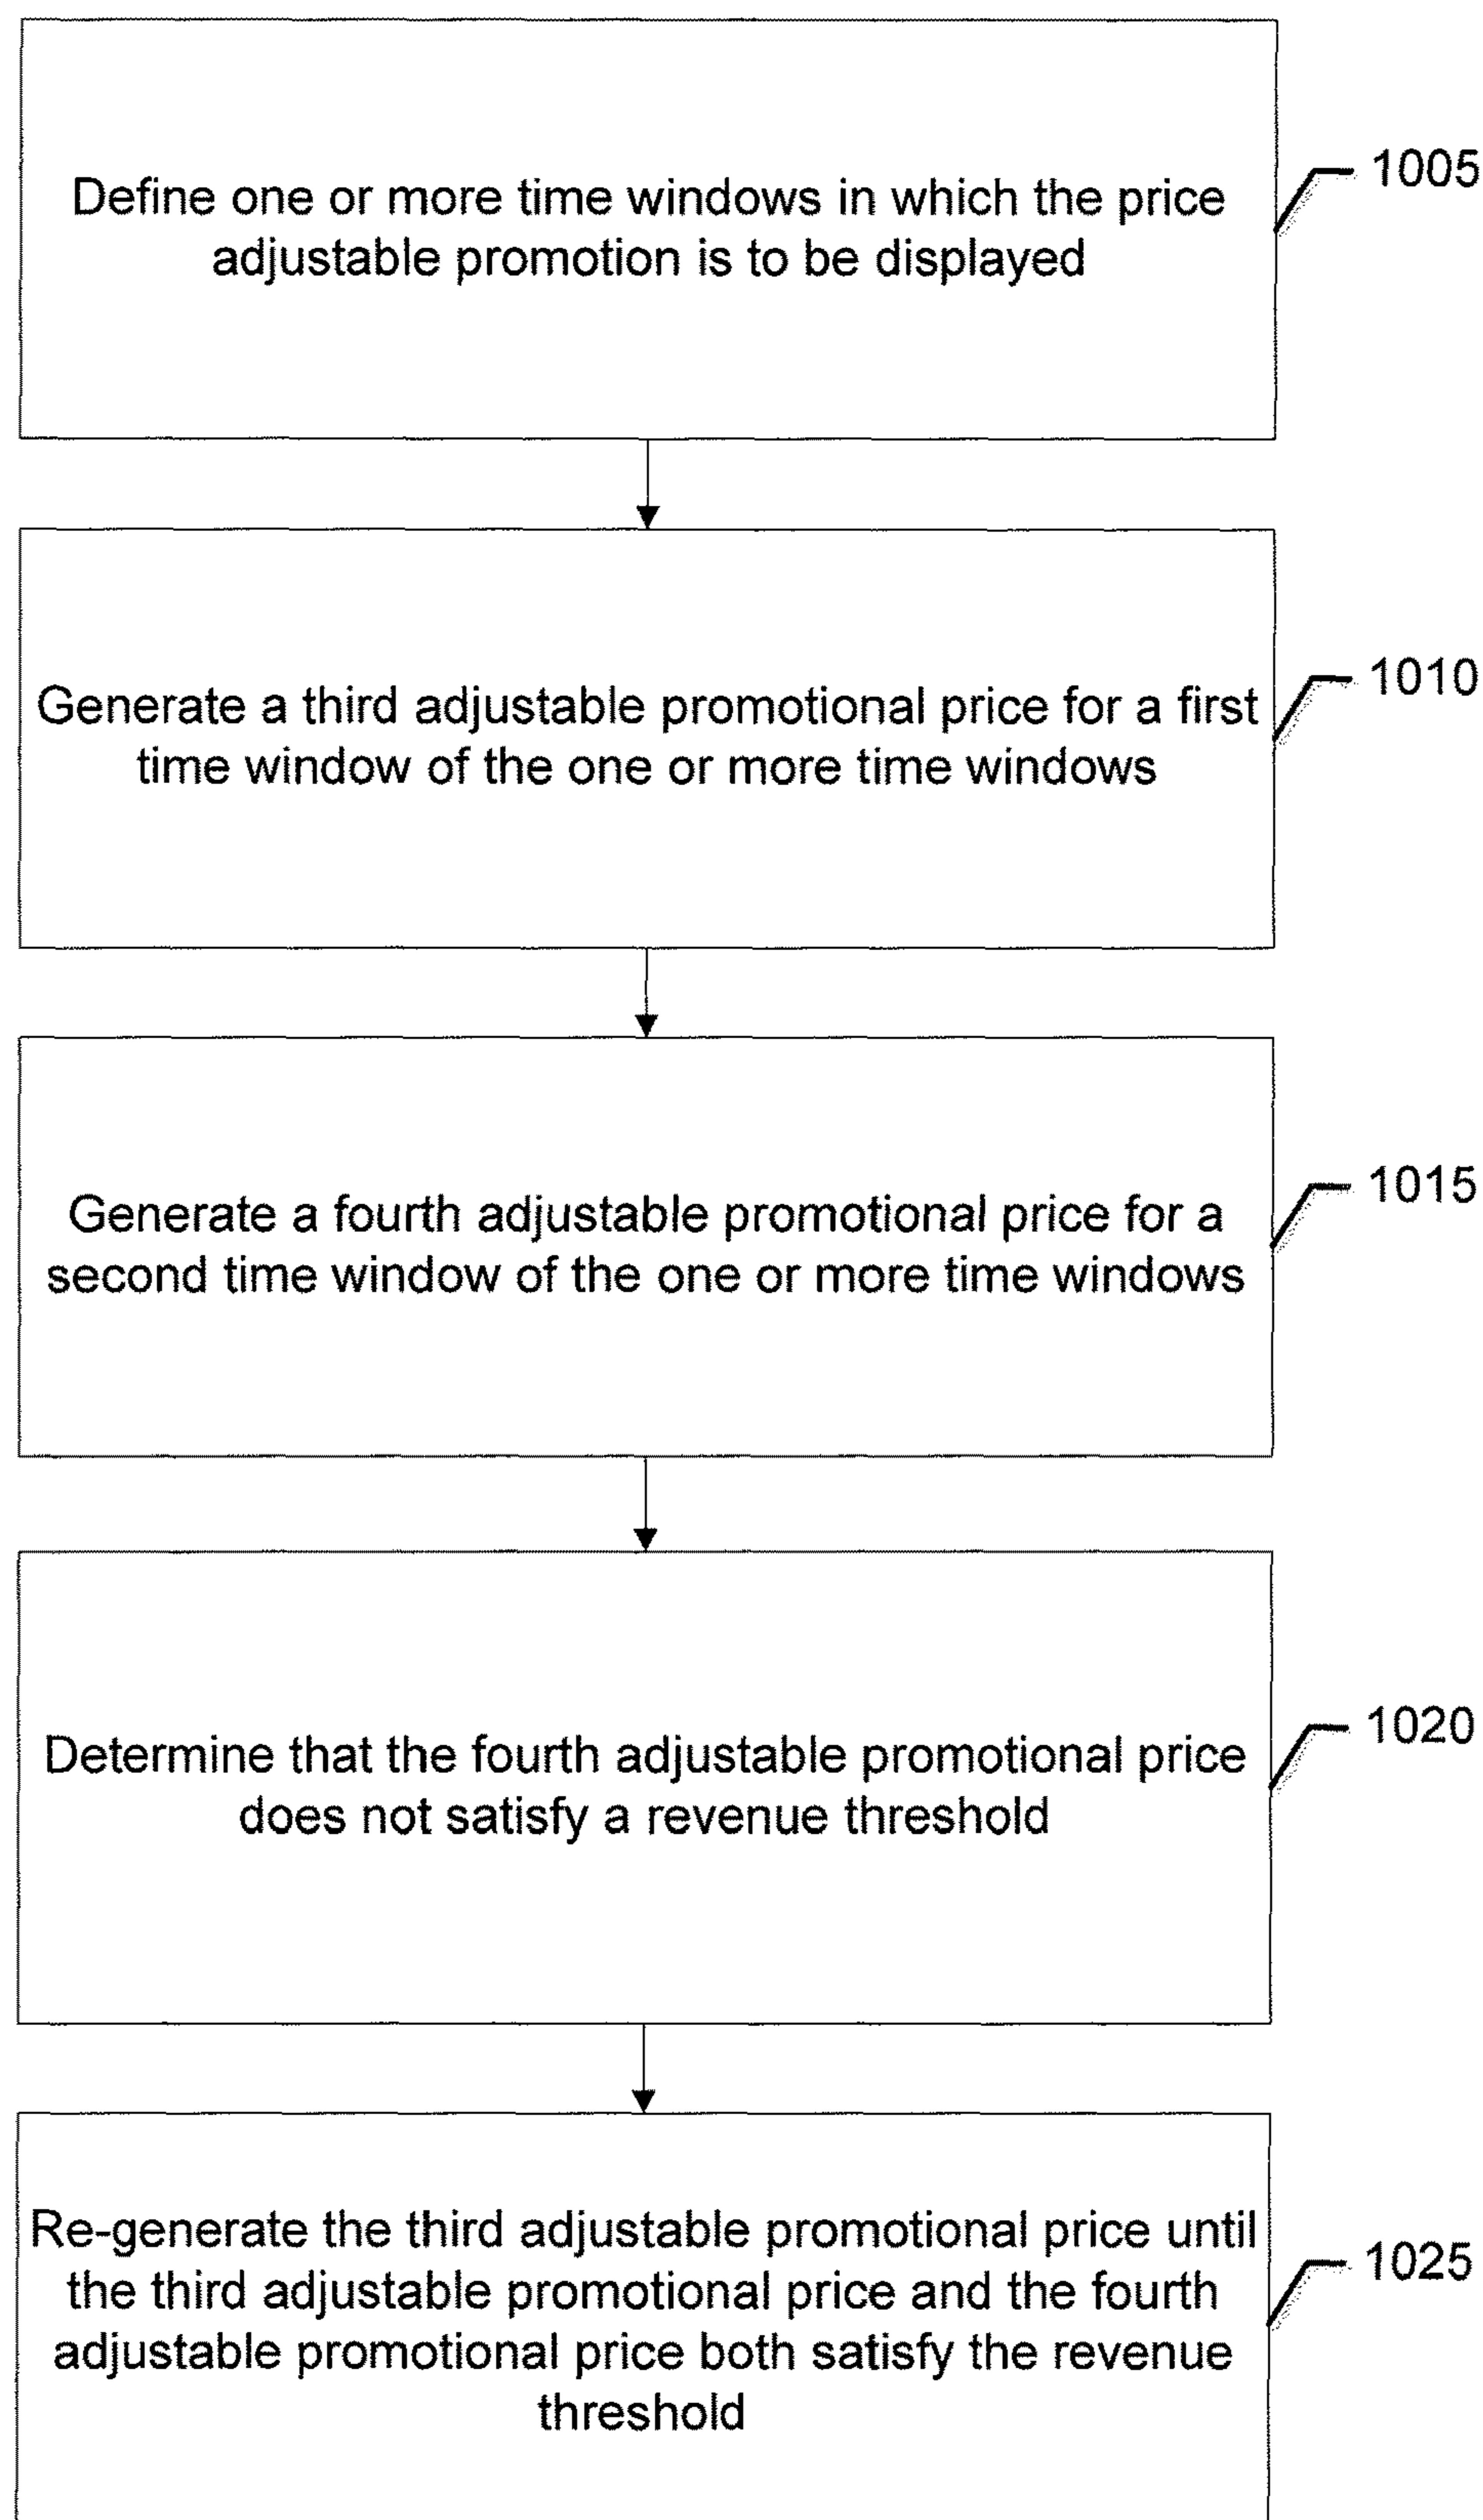 Define one or more time windows in which the price
adjustable promotion is to be displayed
1005
Generate a third adjustable promotional price for a first
time window of the one or more time windows
1010
Generate a fourth adjustable promotional price for a
second time window of the one or more time windows
1015
Determine that the fourth adjustable promotional price
does not satisfy a revenue threshold
1020
Re-generate the third adjustable promotional price until
the third adjustable promotional price and the fourth
adjustable promotional price both satisfy the revenue
threshold
1025